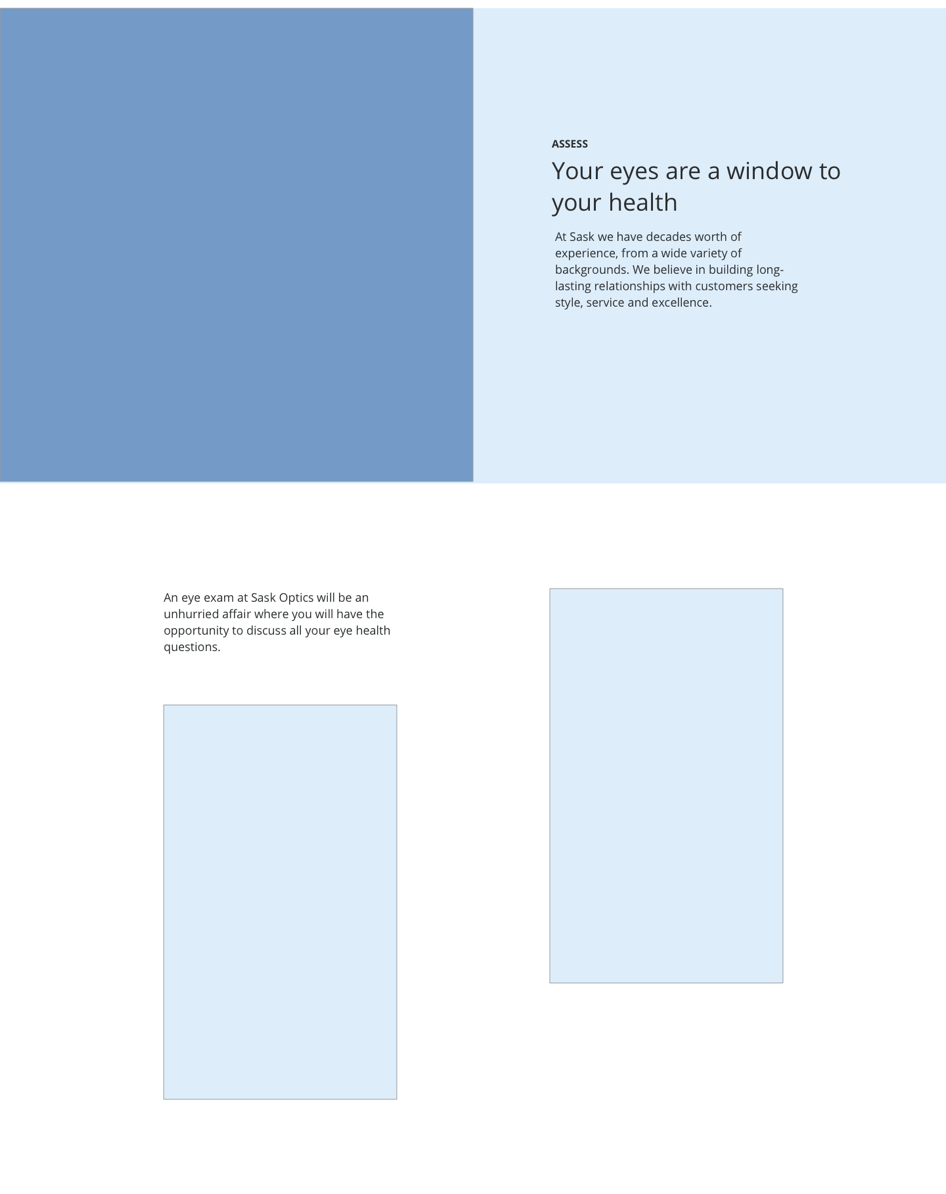 ASSESS
Your eyes are a window to
your health
At Sask we have decades worth of
experience, from a wide variety of
backgrounds. We believe in building long-
lasting relationships with customers seeking
style, service and excellence.
An eye exam at Sask Optics will be an
unhurried affair where you will have the
opportunity to discuss all your eye health
questions.